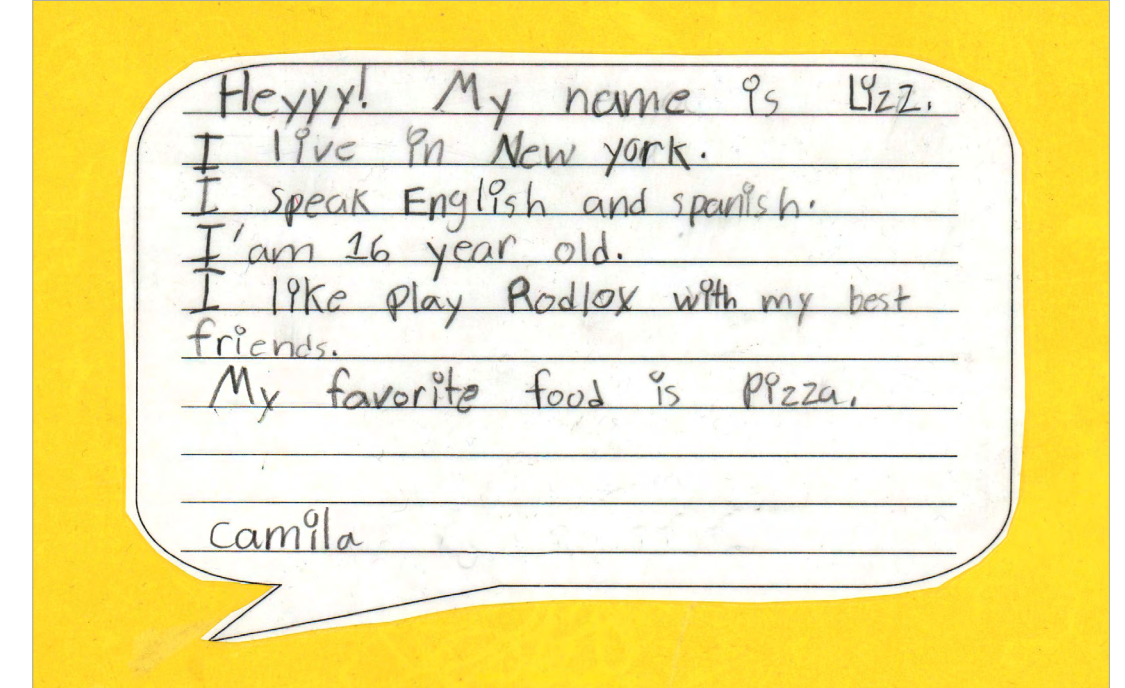 Heyyy! My name is Lizz.
I live in New york.
I speak English and spanish.
I'am 16 year old.
I like play Rodlox with my best
friends.
My favorite food is pizza.
camila